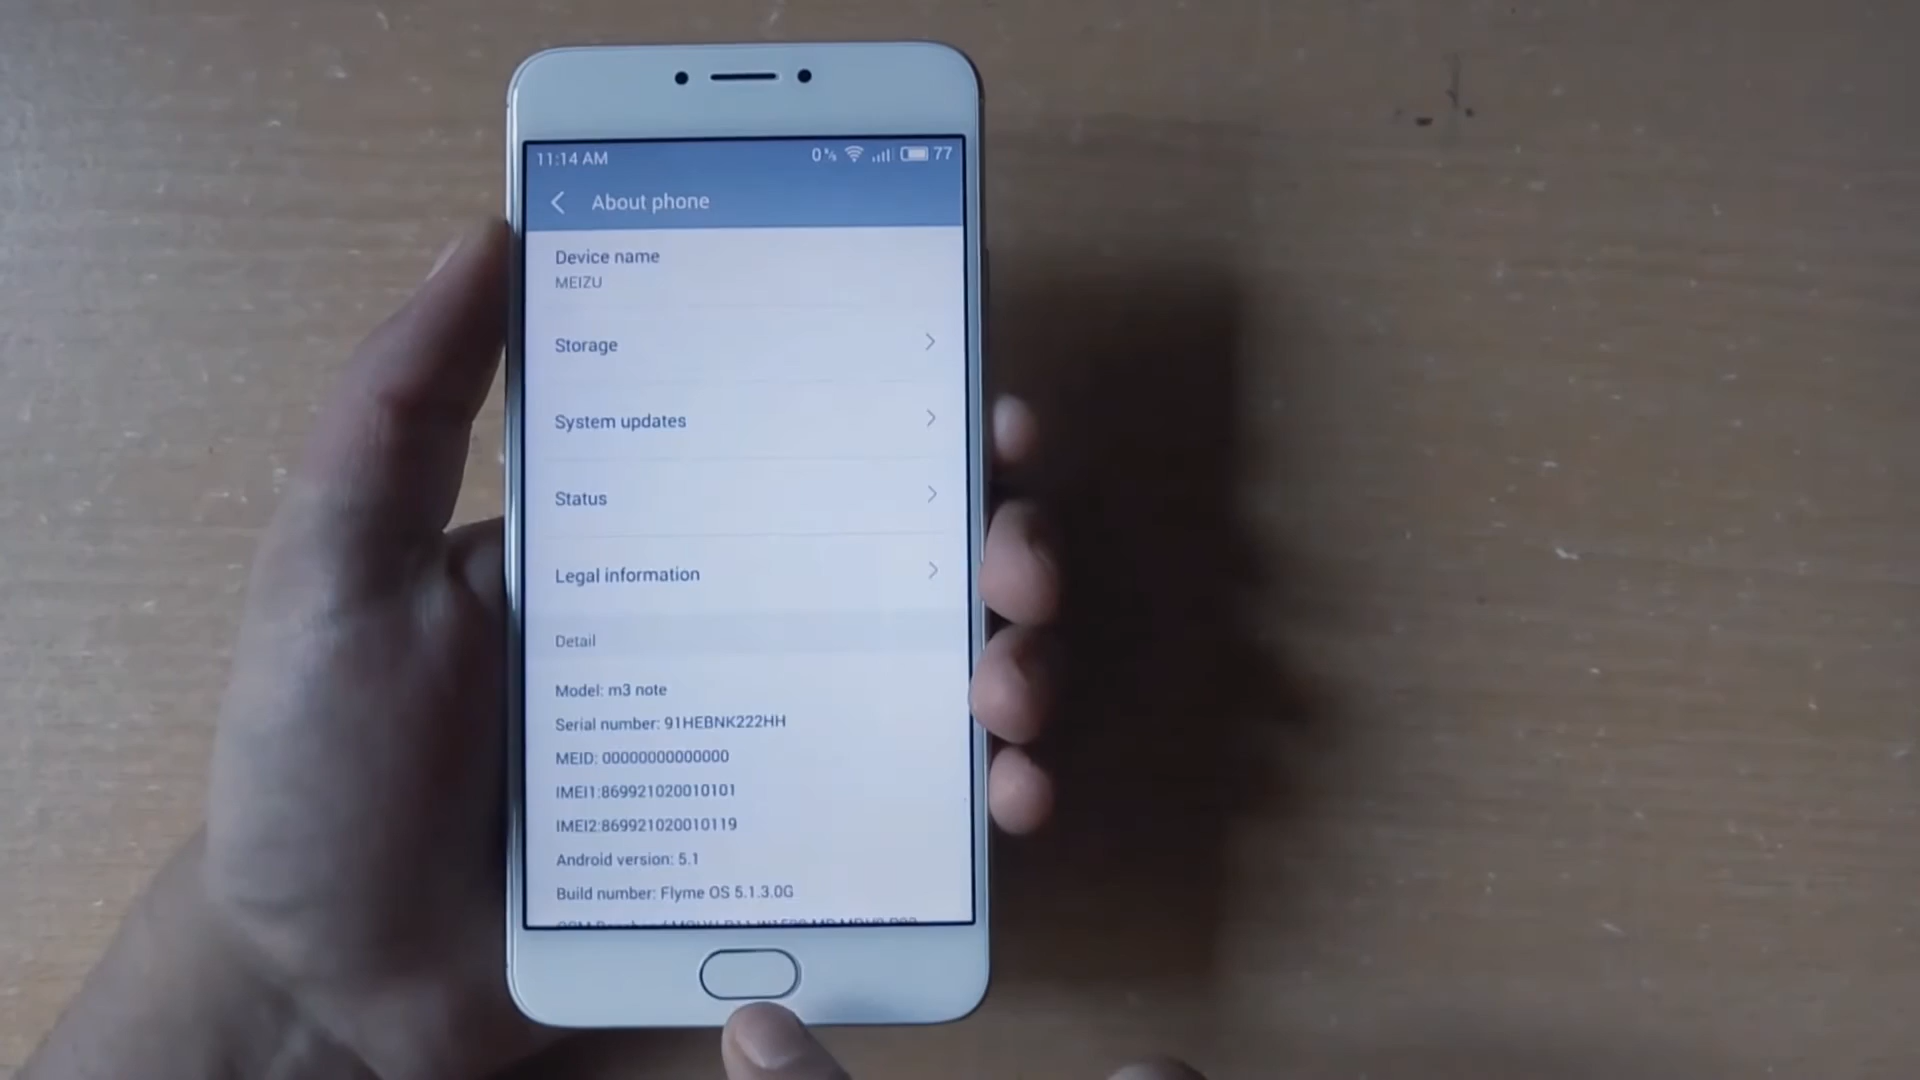 11:14 AM 0% 77
About phone
Device name
MEIZU
Storage
System updates
Status
Legal information
Detail
Model: m3 note
Serial number: 91HEBNK222HH
MEID: 00000000000000
IMEI1:869921020010101
IMEI2:869921020010119
Android version: 5.1
Build number: Flyme OS 5.1.3.0G